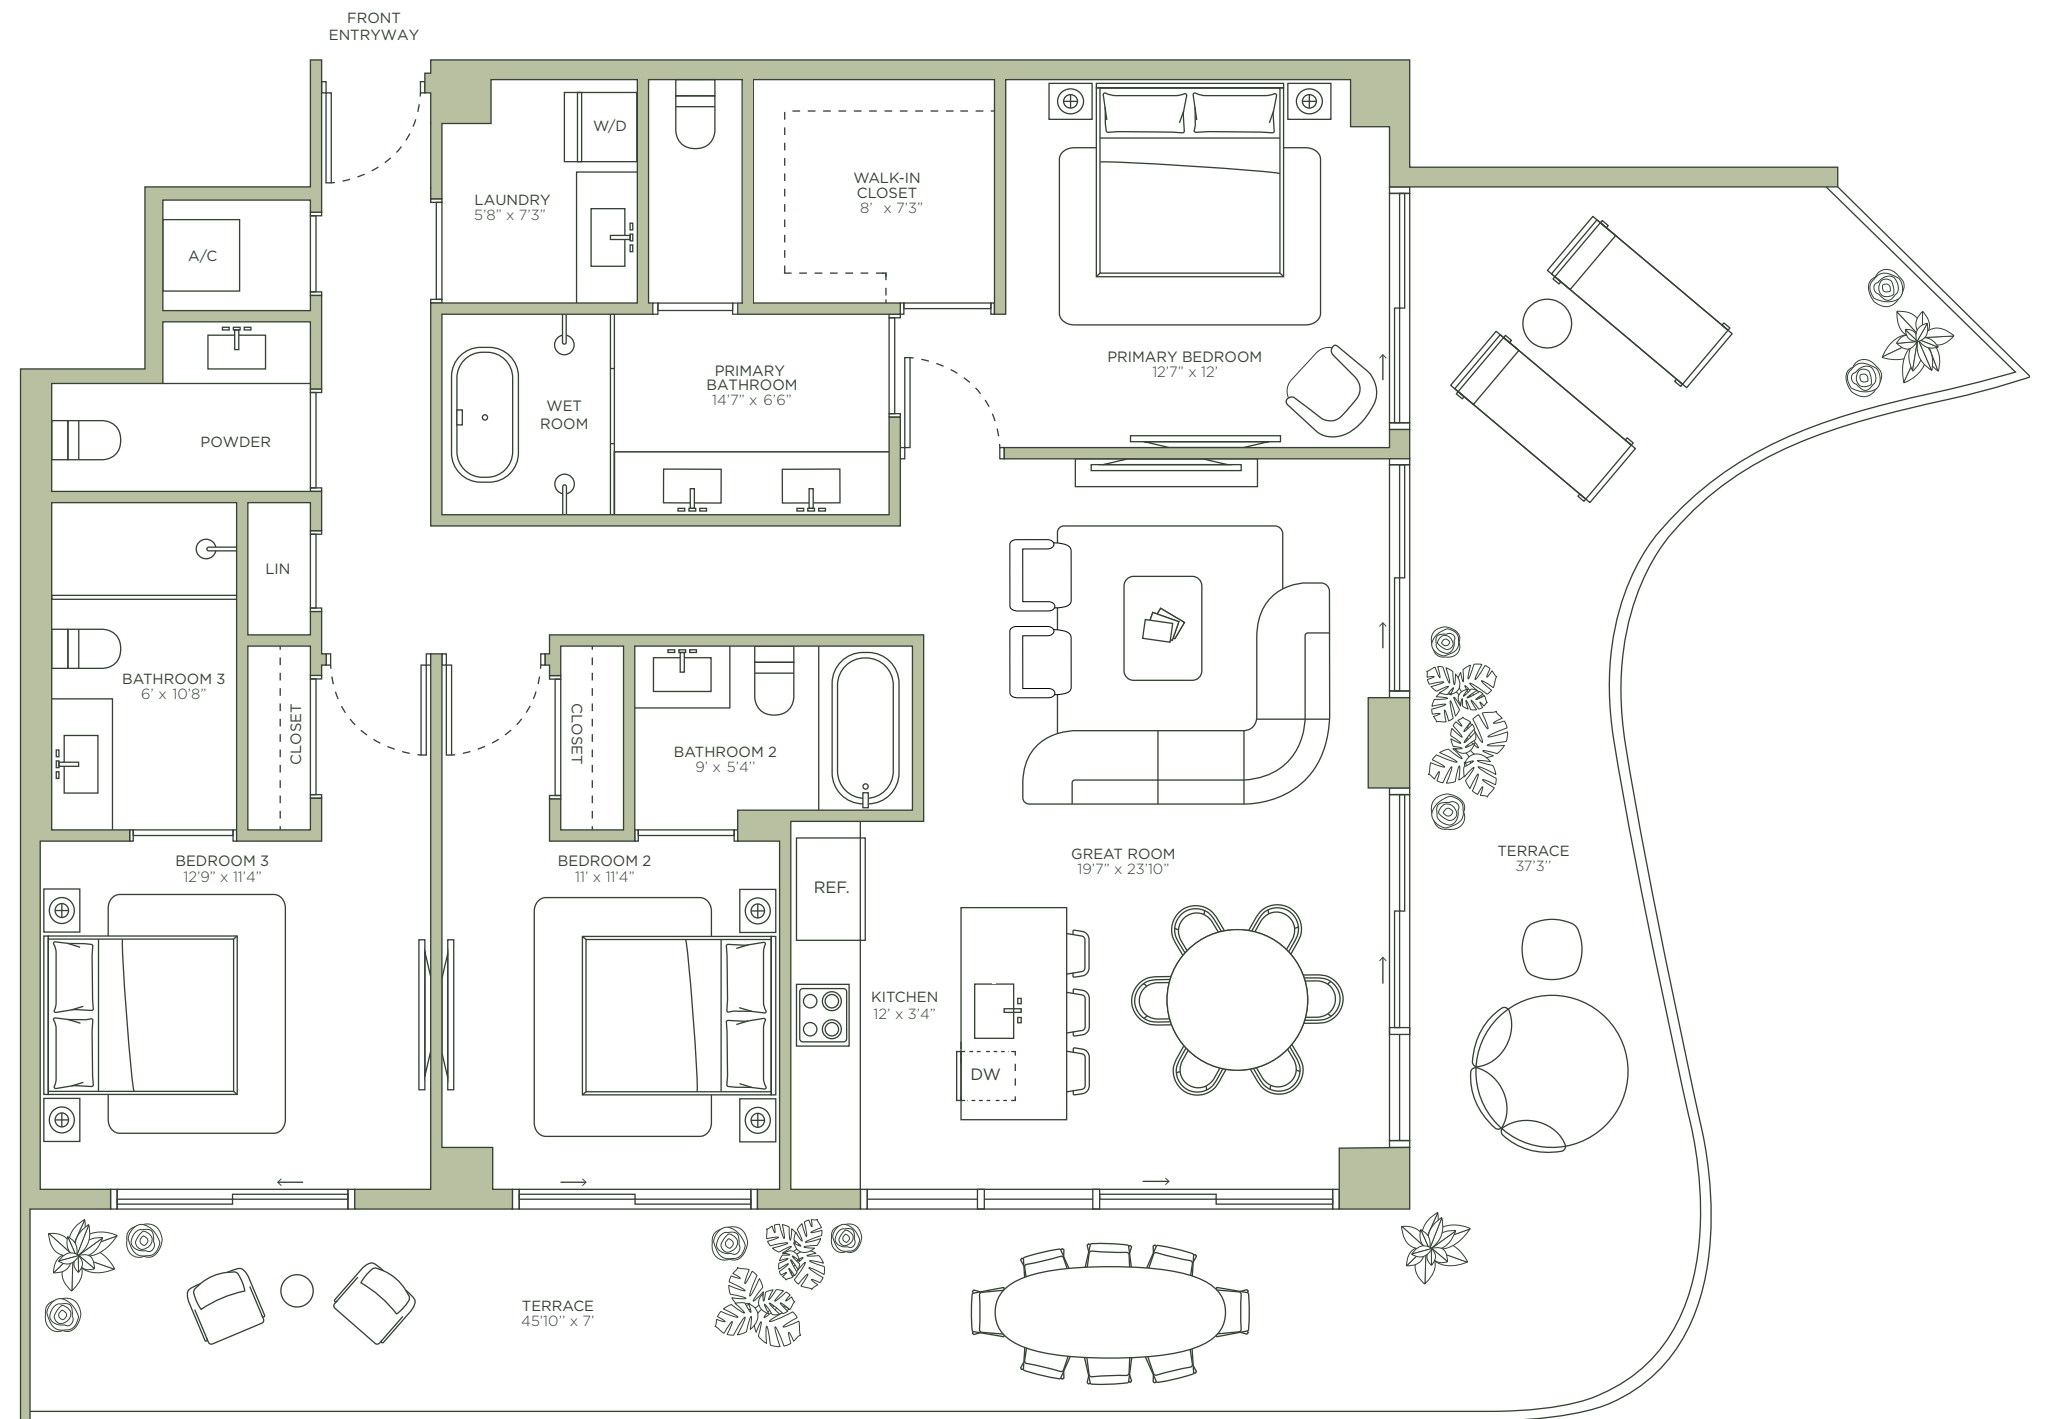 FRONT
ENTRYWAY
W/D
LAUNDRY
5'8" x 7'3"
WALK-IN
CLOSET
8' x 7'3"
A/C
PRIMARY BEDROOM
12'7" x 12'
PRIMARY
BATHROOM
14'7" x 6'6"
WET
ROOM
POWDER
LIN
BATHROOM 3
6' x 10'8"
CLOSET
CLOSET
BATHROOM 2
9' x 5'4"
BEDROOM 3
12'9" x 11'4"
BEDROOM 2
11' x 11'4"
REF.
GREAT ROOM
19'7" x 23'10"
TERRACE
37'3"
KITCHEN
12' x 3'4"
DW
TERRACE
45'10" x 7'